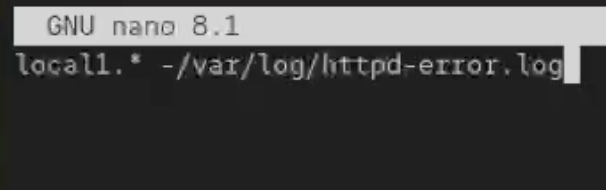 GNU nano 8.1
local1.* -/var/log/httpd-error.log